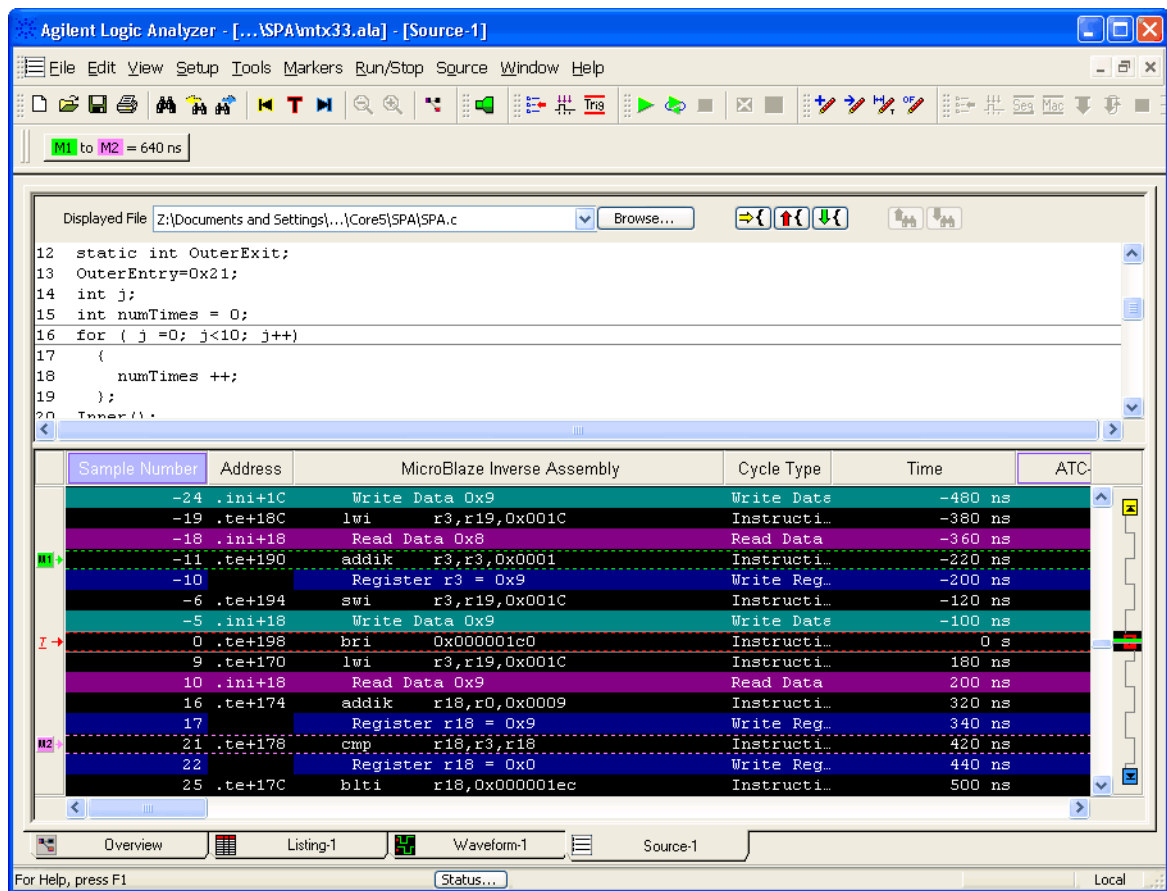 Agilent Logic Analyzer - [...\SPA\mtx33.ala] - [Source-1]
File Edit View Setup Tools Markers Run/Stop Source Window Help
T Trig Seq Mac
M1 to M2 = 640 ns
Displayed File Z:\Documents and Settings\...\Core5\SPA\SPA.c Browse...
12 static int OuterExit;
13 OuterEntry=0x21;
14 int j;
15 int numTimes = 0;
16 for ( j =0; j<10; j++)
17 {
18 numTimes ++;
19 };
20 Inner();
Sample Number Address MicroBlaze Inverse Assembly Cycle Type Time ATC-
-24 .ini+1C Write Data 0x9 Write Data -480 ns
-19 .te+18C lwi r3,r19,0x001C Instructi… -380 ns
-18 .ini+18 Read Data 0x8 Read Data -360 ns
M1 -11 .te+190 addik r3,r3,0x0001 Instructi… -220 ns
-10 Register r3 = 0x9 Write Reg… -200 ns
-6 .te+194 swi r3,r19,0x001C Instructi… -120 ns
-5 .ini+18 Write Data 0x9 Write Data -100 ns
T 0 .te+198 bri 0x000001c0 Instructi… 0 s
9 .te+170 lwi r3,r19,0x001C Instructi… 180 ns
10 .ini+18 Read Data 0x9 Read Data 200 ns
16 .te+174 addik r18,r0,0x0009 Instructi… 320 ns
17 Register r18 = 0x9 Write Reg… 340 ns
M2 21 .te+178 cmp r18,r3,r18 Instructi… 420 ns
22 Register r18 = 0x0 Write Reg… 440 ns
25 .te+17C blti r18,0x000001ec Instructi… 500 ns
Overview Listing-1 Waveform-1 Source-1
For Help, press F1 Status... Local